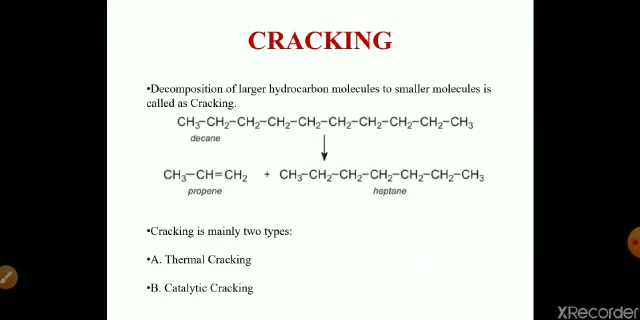 CRACKING
•Decomposition of larger hydrocarbon molecules to smaller molecules is
called as Cracking.
CH₃–CH₂–CH₂–CH₂–CH₂–CH₂–CH₂–CH₂–CH₂–CH₃
decane
CH₃–CH=CH₂ + CH₃–CH₂–CH₂–CH₂–CH₂–CH₂–CH₃
propene heptane
•Cracking is mainly two types:
•A. Thermal Cracking
•B. Catalytic Cracking
XRecorder